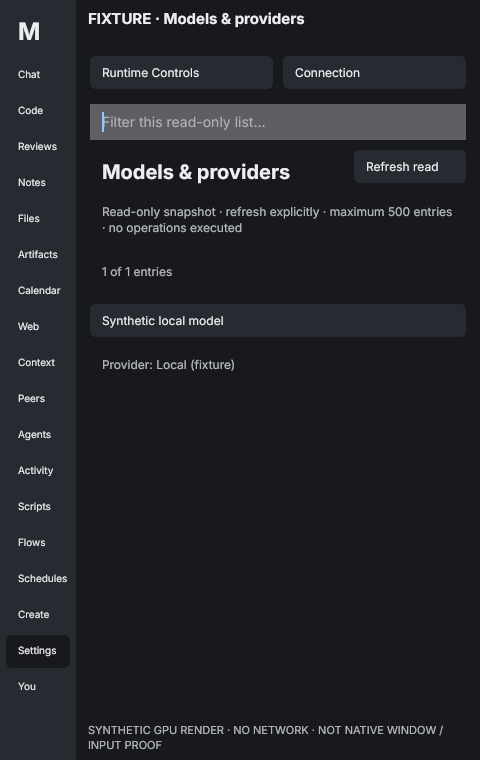 M
Chat
Code
Reviews
Notes
Files
Artifacts
Calendar
Web
Context
Peers
Agents
Activity
Scripts
Flows
Schedules
Create
Settings
You
FIXTURE · Models & providers
Runtime Controls
Connection
Filter this read-only list...
Models & providers
Refresh read
Read-only snapshot · refresh explicitly · maximum 500 entries
· no operations executed
1 of 1 entries
Synthetic local model
Provider: Local (fixture)
SYNTHETIC GPU RENDER · NO NETWORK · NOT NATIVE WINDOW /
INPUT PROOF